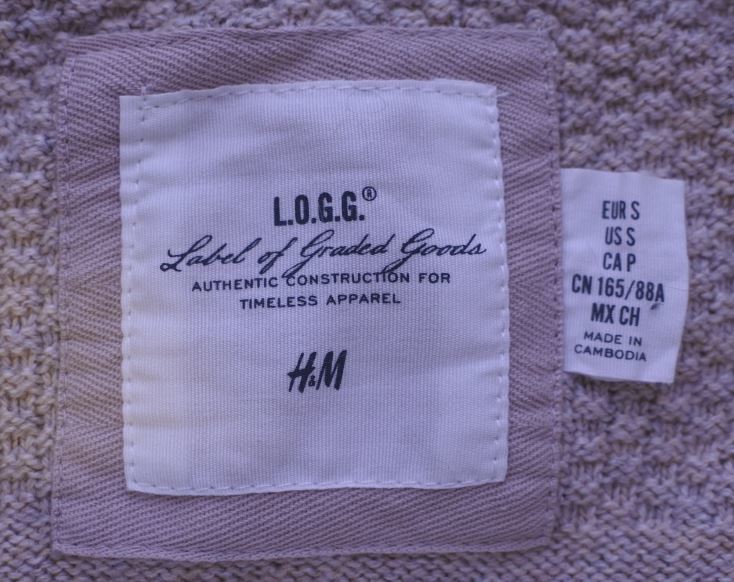 L.O.G.G.®
Label of Graded Goods
AUTHENTIC CONSTRUCTION FOR
TIMELESS APPAREL
H&M
EUR S
US S
CA P
CN 165/88A
MX CH
MADE IN
CAMBODIA